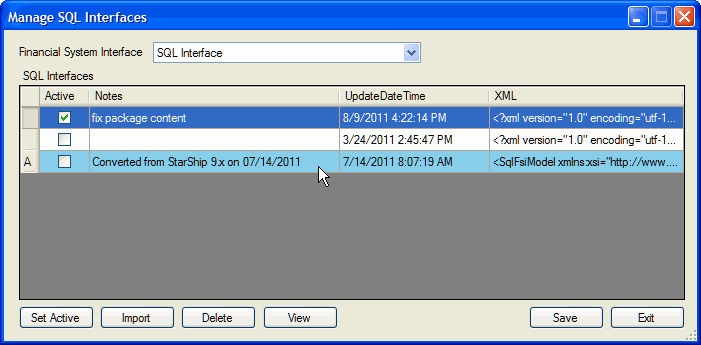 Manage SQL Interfaces
Financial System Interface SQL Interface
SQL Interfaces
Active Notes UpdateDateTime XML
fix package content 8/9/2011 4:22:14 PM <?xml version="1.0" encoding="utf-1...
3/24/2011 2:45:47 PM <?xml version="1.0" encoding="utf-1...
A Converted from StarShip 9.x on 07/14/2011 7/14/2011 8:07:19 AM <SqlFsiModel xmlns:xsi="http://www....
Set Active Import Delete View Save Exit